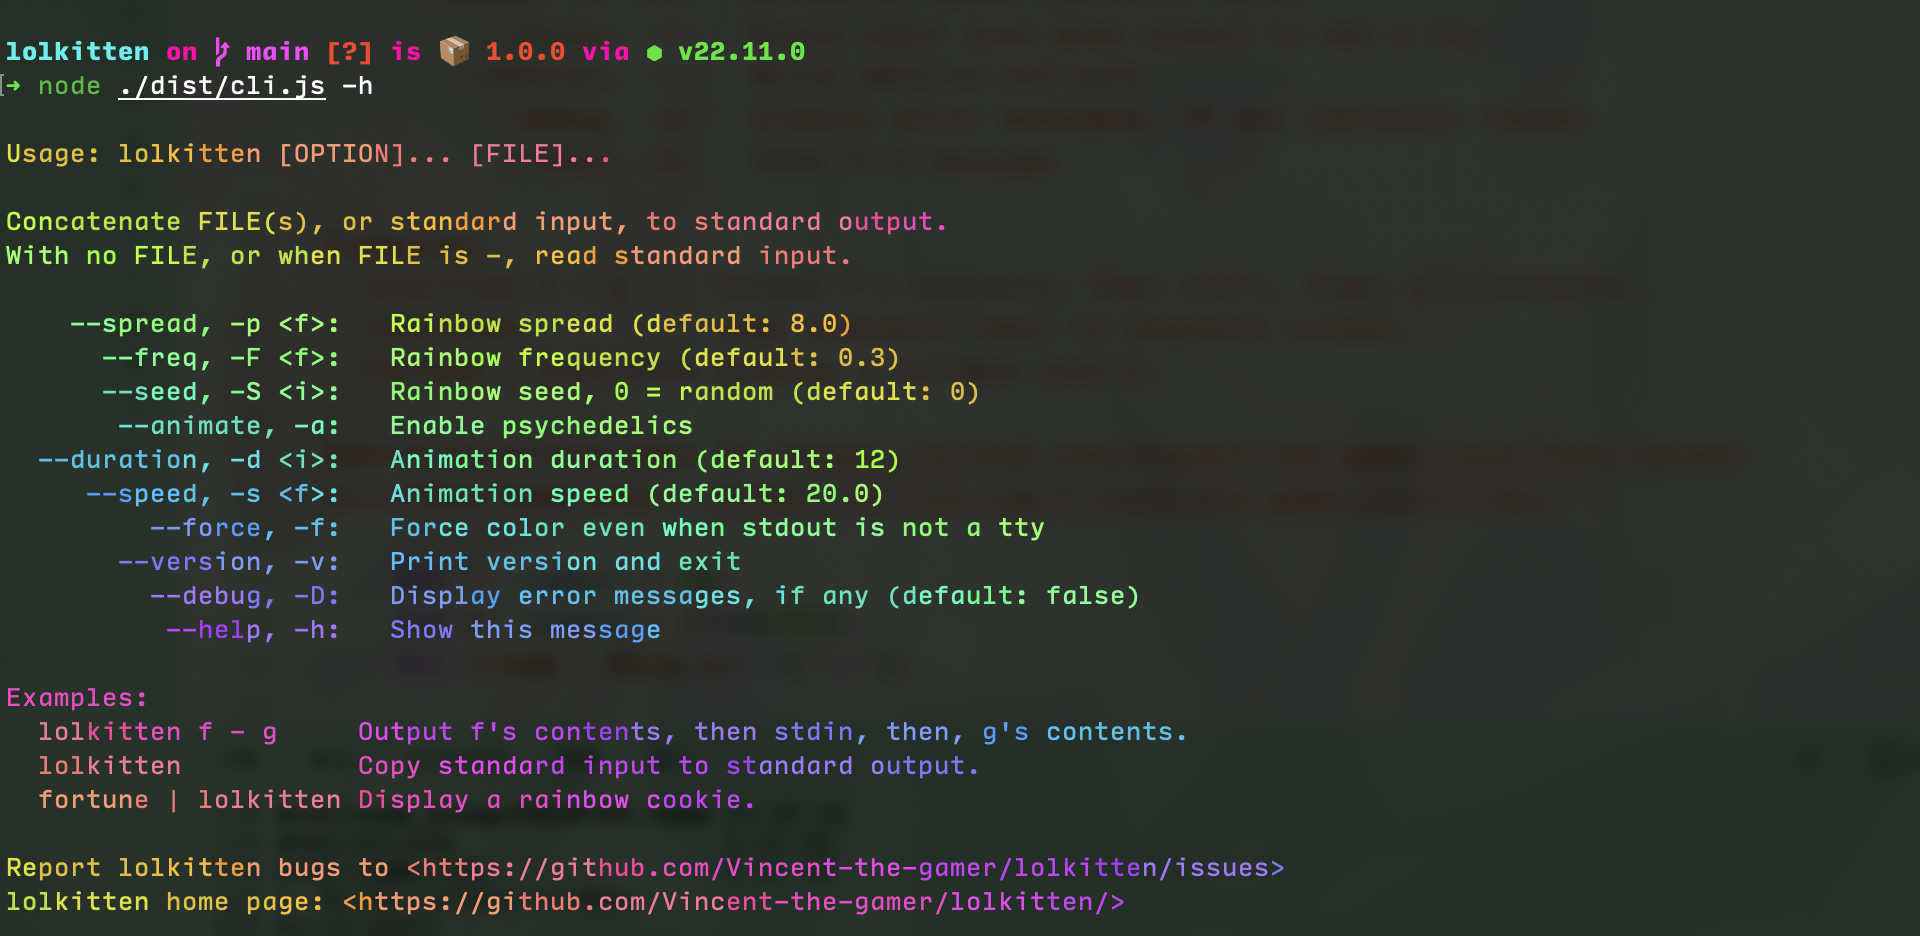 lolkitten on main [?] is 📦 1.0.0 via ⬢ v22.11.0
➜ node ./dist/cli.js -h
Usage: lolkitten [OPTION]... [FILE]...
Concatenate FILE(s), or standard input, to standard output.
With no FILE, or when FILE is -, read standard input.
--spread, -p <f>:   Rainbow spread (default: 8.0)
--freq, -F <f>:   Rainbow frequency (default: 0.3)
--seed, -S <i>:   Rainbow seed, 0 = random (default: 0)
--animate, -a:   Enable psychedelics
--duration, -d <i>:   Animation duration (default: 12)
--speed, -s <f>:   Animation speed (default: 20.0)
--force, -f:   Force color even when stdout is not a tty
--version, -v:   Print version and exit
--debug, -D:   Display error messages, if any (default: false)
--help, -h:   Show this message
Examples:
lolkitten f - g     Output f's contents, then stdin, then, g's contents.
lolkitten           Copy standard input to standard output.
fortune | lolkitten Display a rainbow cookie.
Report lolkitten bugs to <https://github.com/Vincent-the-gamer/lolkitten/issues>
lolkitten home page: <https://github.com/Vincent-the-gamer/lolkitten/>